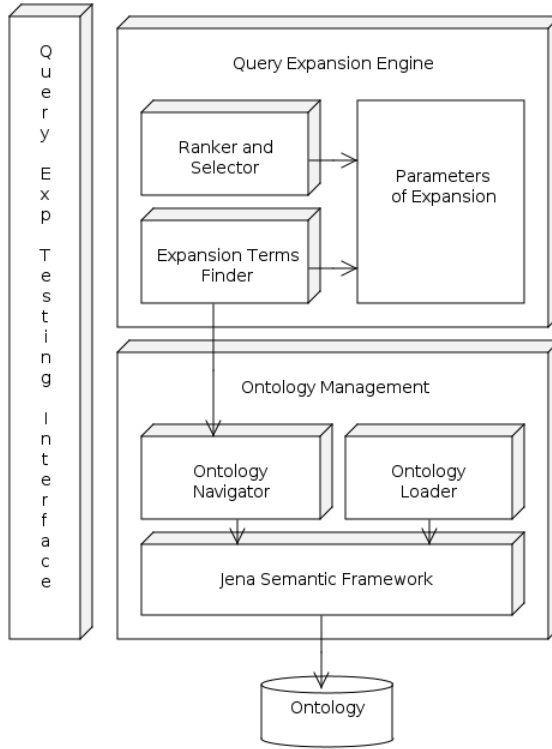 Query Exp Testing Interface
Query Expansion Engine
Ranker and
Selector
Parameters
of Expansion
Expansion Terms
Finder
Ontology Management
Ontology
Navigator
Ontology
Loader
Jena Semantic Framework
Ontology